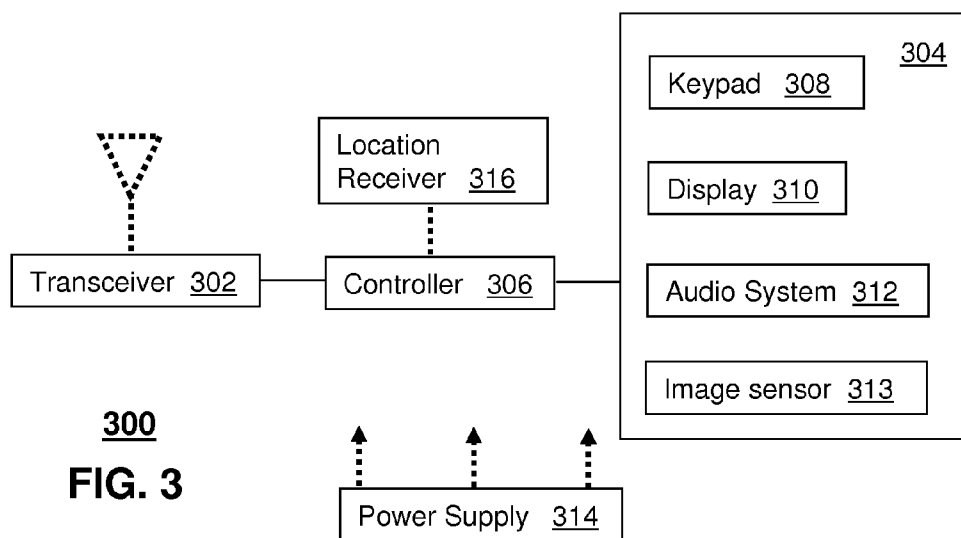 304
Keypad 308
Location
Receiver 316
Display 310
Transceiver 302
Controller 306
Audio System 312
Image sensor 313
300
FIG. 3
Power Supply 314